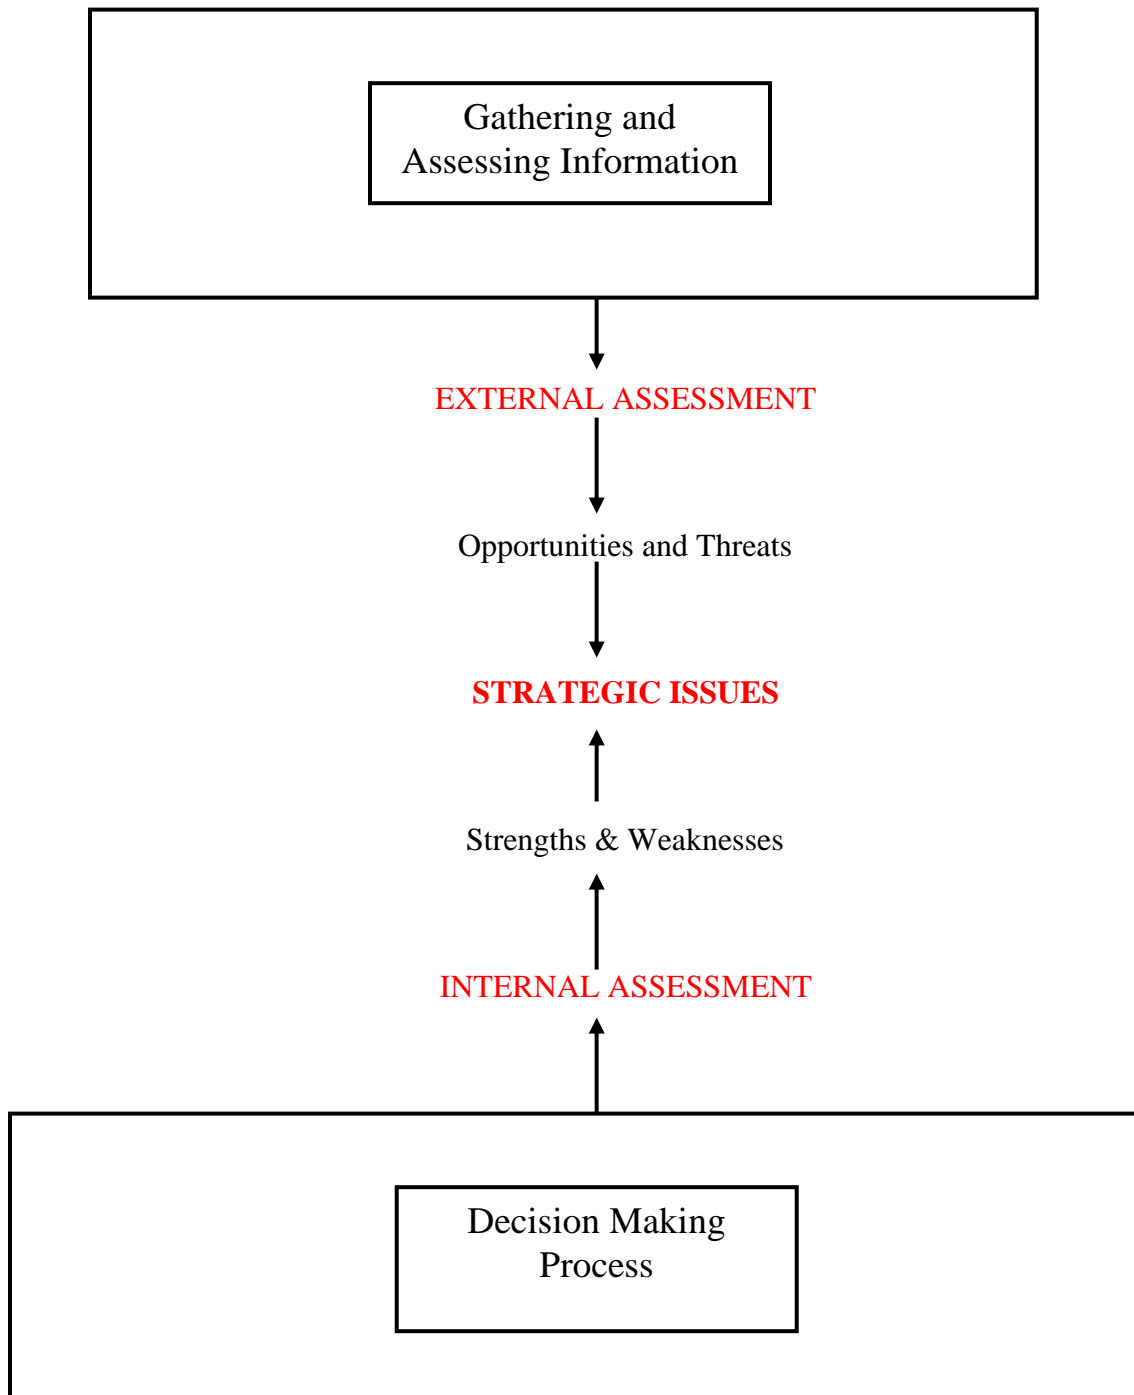 Gathering and
Assessing Information
EXTERNAL ASSESSMENT
Opportunities and Threats
STRATEGIC ISSUES
Strengths & Weaknesses
INTERNAL ASSESSMENT
Decision Making
Process